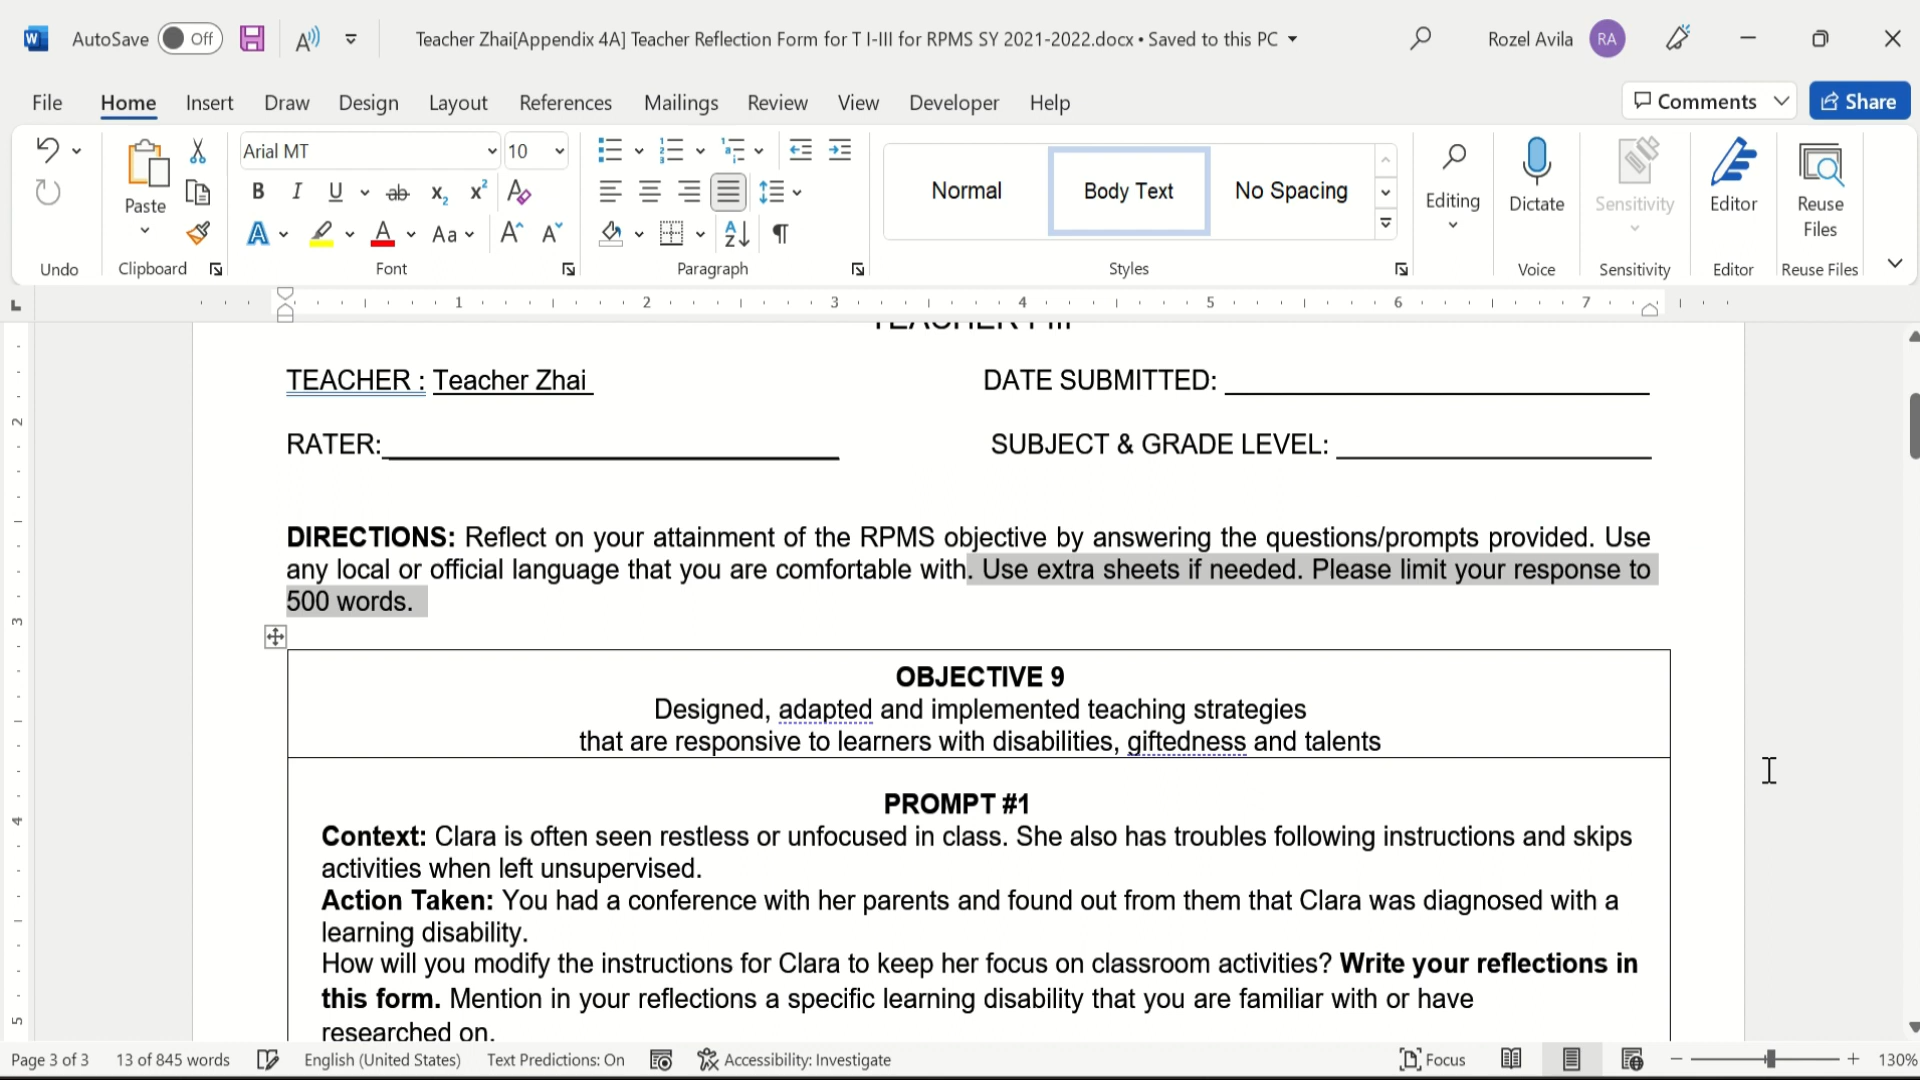 AutoSave Off
Teacher Zhai[Appendix 4A] Teacher Reflection Form for T I-III for RPMS SY 2021-2022.docx • Saved to this PC
Rozel Avila RA
File Home Insert Draw Design Layout References Mailings Review View Developer Help
Comments Share
Arial MT 10
Paste
Normal Body Text No Spacing
Editing Dictate Sensitivity Editor Reuse Files
Undo Clipboard Font Paragraph Styles Voice Sensitivity Editor Reuse Files
1 2 3 4 5 6 7
TEACHER : Teacher Zhai DATE SUBMITTED:
RATER: SUBJECT & GRADE LEVEL:
DIRECTIONS: Reflect on your attainment of the RPMS objective by answering the questions/prompts provided. Use
any local or official language that you are comfortable with. Use extra sheets if needed. Please limit your response to
500 words.
OBJECTIVE 9
Designed, adapted and implemented teaching strategies
that are responsive to learners with disabilities, giftedness and talents
PROMPT #1
Context: Clara is often seen restless or unfocused in class. She also has troubles following instructions and skips
activities when left unsupervised.
Action Taken: You had a conference with her parents and found out from them that Clara was diagnosed with a
learning disability.
How will you modify the instructions for Clara to keep her focus on classroom activities? Write your reflections in
this form. Mention in your reflections a specific learning disability that you are familiar with or have
researched on.
2
3
4
5
Page 3 of 3 13 of 845 words English (United States) Text Predictions: On Accessibility: Investigate Focus 130%